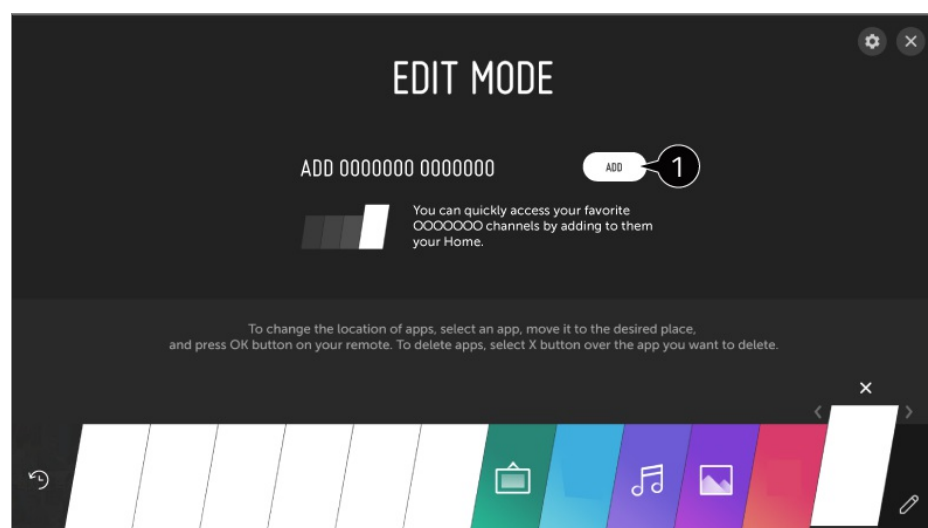 EDIT MODE
ADD OOOOOOO OOOOOOO
ADD
1
You can quickly access your favorite
OOOOOOO channels by adding to them
your Home.
To change the location of apps, select an app, move it to the desired place,
and press OK button on your remote. To delete apps, select X button over the app you want to delete.